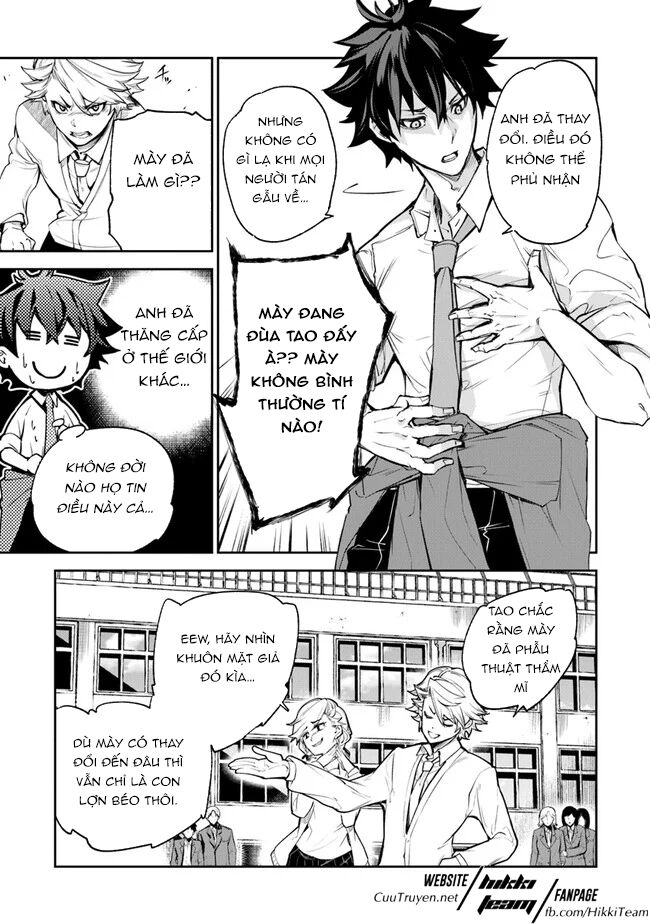 ANH ĐÃ THAY
ĐỔI. ĐIỀU ĐÓ
KHÔNG THỂ
PHỦ NHẬN
NHƯNG
KHÔNG CÓ
GÌ LẠ KHI MỌI
NGƯỜI TÁN
GẪU VỀ...
MÀY ĐANG
ĐÙA TAO ĐẤY
À?? MÀY
KHÔNG BÌNH
THƯỜNG TÍ
NÀO!
MÀY ĐÃ
LÀM GÌ??
ANH ĐÃ
THĂNG CẤP
Ở THẾ GIỚI
KHÁC...
KHÔNG ĐỜI
NÀO HỌ TIN
ĐIỀU NÀY CẢ...
TAO CHẮC
RẰNG MÀY
ĐÃ PHẪU
THUẬT THẨM
MĨ
EEW, HÃY NHÌN
KHUÔN MẶT GIẢ
ĐÓ KÌA...
DÙ MÀY CÓ THAY
ĐỔI ĐẾN ĐÂU THÌ
VẪN CHỈ LÀ CON
LỢN BÉO THÔI.
WEBSITE
CuuTruyen.net
HIKKI
TEAM
FANPAGE
fb.com/HikkiTeam